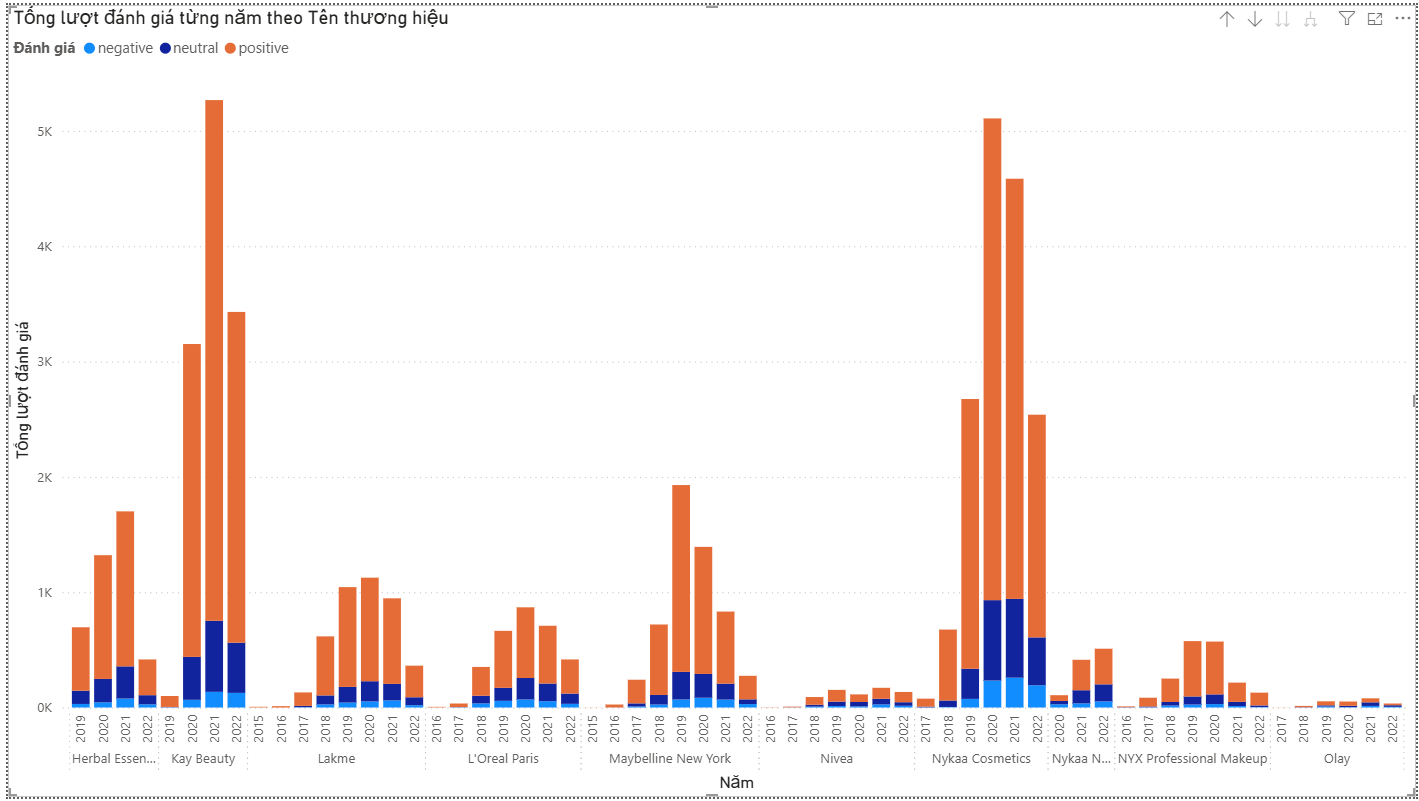 Tổng lượt đánh giá từng năm theo Tên thương hiệu
Đánh giá negative neutral positive
5K
4K
3K
2K
1K
0K
Tổng lượt đánh giá
2019 2020 2021 2022 2019 2020 2021 2022 2015 2016 2017 2018 2019 2020 2021 2022 2016 2017 2018 2019 2020 2021 2022 2015 2016 2017 2018 2019 2020 2021 2022 2016 2017 2018 2019 2020 2021 2022 2017 2018 2019 2020 2021 2022 2020 2021 2022 2016 2017 2018 2019 2020 2021 2022 2017 2018 2019 2020 2021 2022
Herbal Essen... Kay Beauty Lakme L'Oreal Paris Maybelline New York Nivea Nykaa Cosmetics Nykaa N... NYX Professional Makeup Olay
Năm